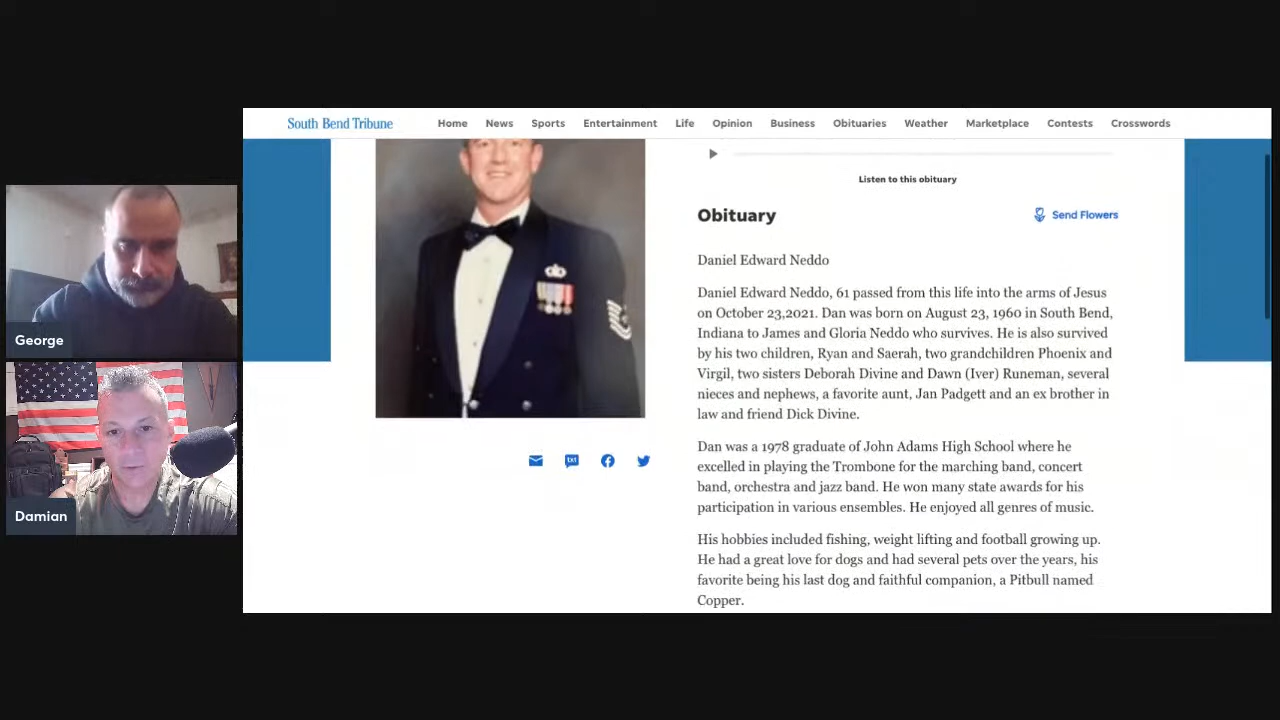 South Bend Tribune
Home News Sports Entertainment Life Opinion Business Obituaries Weather Marketplace Contests Crosswords
Listen to this obituary
Obituary
Send Flowers
Daniel Edward Neddo
Daniel Edward Neddo, 61 passed from this life into the arms of Jesus
on October 23,2021. Dan was born on August 23, 1960 in South Bend,
Indiana to James and Gloria Neddo who survives. He is also survived
by his two children, Ryan and Saerah, two grandchildren Phoenix and
Virgil, two sisters Deborah Divine and Dawn (Iver) Runeman, several
nieces and nephews, a favorite aunt, Jan Padgett and an ex brother in
law and friend Dick Divine.
Dan was a 1978 graduate of John Adams High School where he
excelled in playing the Trombone for the marching band, concert
band, orchestra and jazz band. He won many state awards for his
participation in various ensembles. He enjoyed all genres of music.
His hobbies included fishing, weight lifting and football growing up.
He had a great love for dogs and had several pets over the years, his
favorite being his last dog and faithful companion, a Pitbull named
Copper.
txt
George
Damian